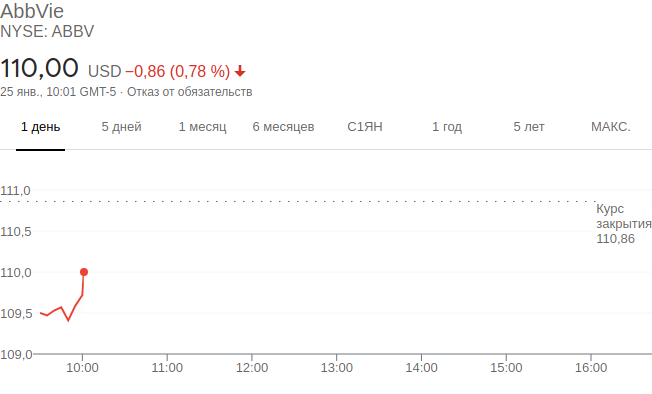 AbbVie
NYSE: ABBV
110,00 USD −0,86 (0,78 %)
25 янв., 10:01 GMT-5 · Отказ от обязательств
1 день 5 дней 1 месяц 6 месяцев С1ЯН 1 год 5 лет МАКС.
111,0
Курс
закрытия
110,86
110,5
110,0
109,5
109,0
10:00 11:00 12:00 13:00 14:00 15:00 16:00